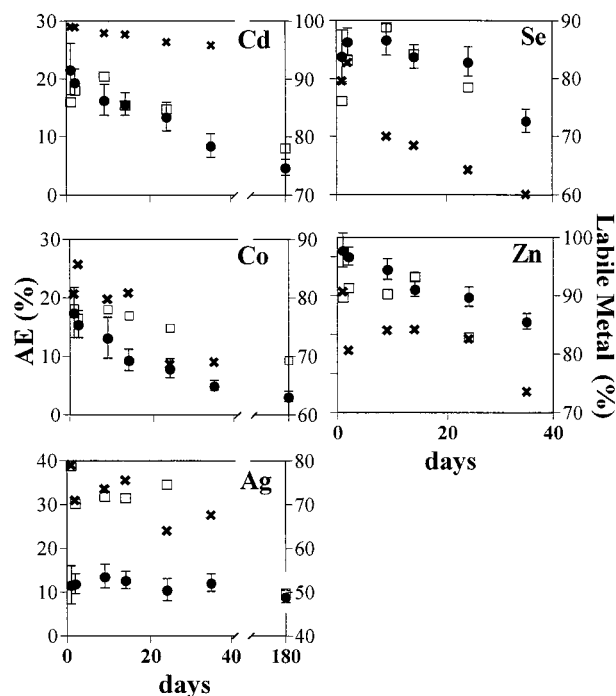 30 Cd 100 Se 90
20 90 80
10 80 70
0 70 60
30 Co 90 Zn 100
20 80 90
10 70 80
0 60 70
0 20 40
days
AE (%)
Labile Metal (%)
40 Ag 80
30 70
20 60
10 50
0 40
0 20 40 180
days